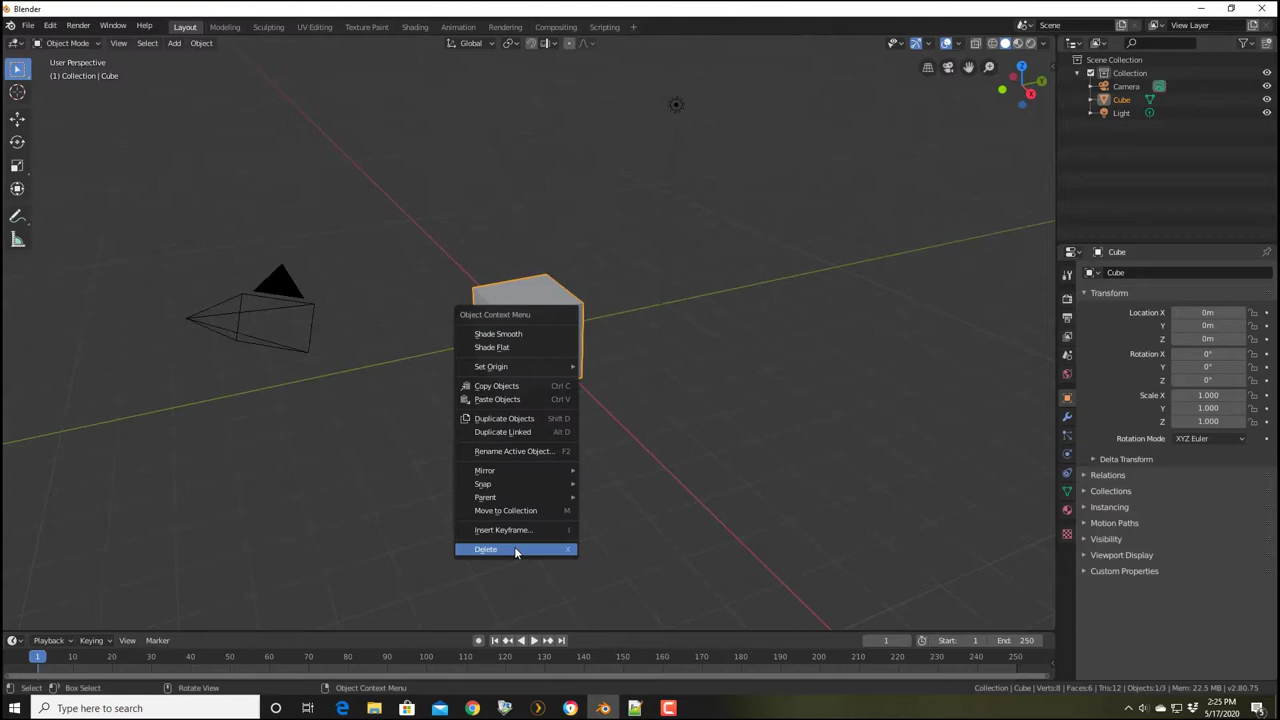 Blender
File Edit Render Window Help Layout Modeling Sculpting UV Editing Texture Paint Shading Animation Rendering Compositing Scripting Scene View Layer
Object Mode View Select Add Object Global
User Perspective
(1) Collection | Cube
Z
Y
X
Scene Collection
Collection
Camera
Cube
Light
Object Context Menu
Shade Smooth
Shade Flat
Set Origin
Copy Objects Ctrl C
Paste Objects Ctrl V
Duplicate Objects Shift D
Duplicate Linked Alt D
Rename Active Object... F2
Mirror
Snap
Parent
Move to Collection M
Insert Keyframe... I
Delete X
Cube
Cube
Transform
Location X 0m
Y 0m
Z 0m
Rotation X 0°
Y 0°
Z 0°
Scale X 1.000
Y 1.000
Z 1.000
Rotation Mode XYZ Euler
Delta Transform
Relations
Collections
Instancing
Motion Paths
Visibility
Viewport Display
Custom Properties
Playback Keying View Marker 1 Start: 1 End: 250
1 10 20 30 40 50 60 70 80 90 100 110 120 130 140 150 160 170 180 190 200 210 220 230 240 250
Select Box Select Rotate View Object Context Menu Collection | Cube | Verts:8 | Faces:6 | Tris:12 | Objects:1/3 | Mem: 22.5 MB | v2.80.75
Type here to search
2:25 PM
5/17/2020